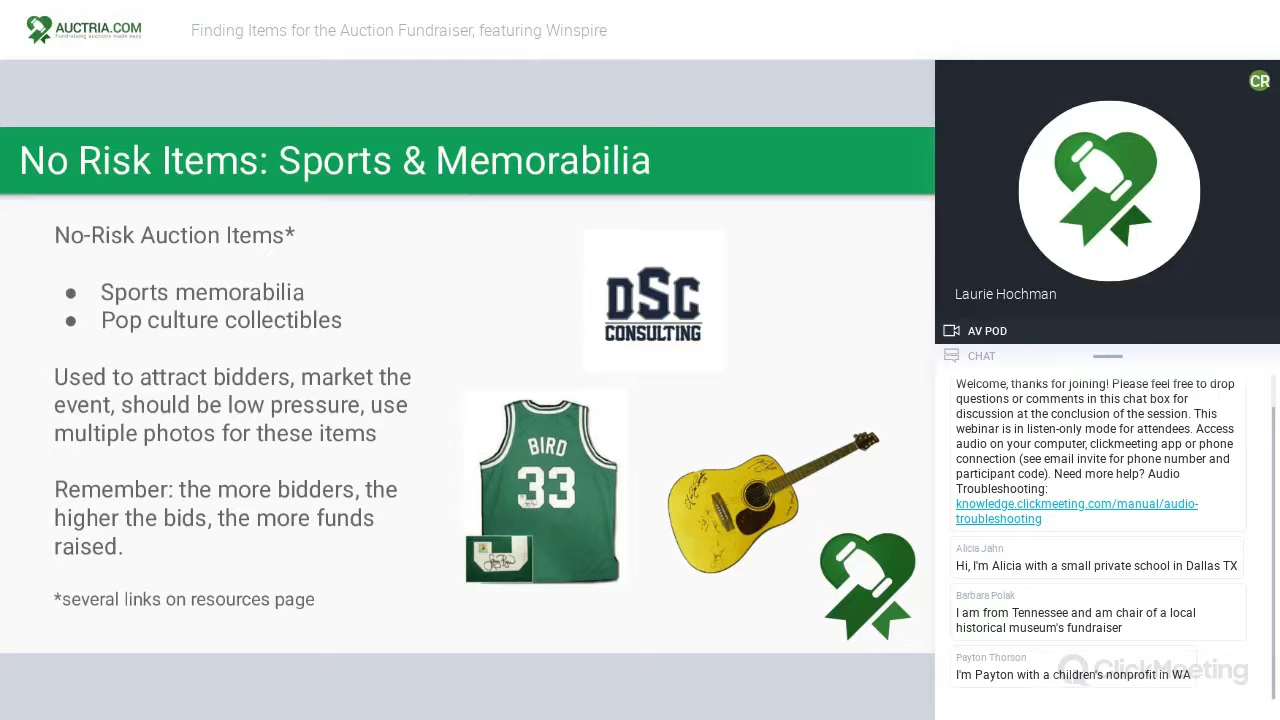 AUCTRIA.COM
Fundraising auctions made easy
Finding Items for the Auction Fundraiser, featuring Winspire
No Risk Items: Sports & Memorabilia
No-Risk Auction Items*
● Sports memorabilia
● Pop culture collectibles
Used to attract bidders, market the
event, should be low pressure, use
multiple photos for these items
Remember: the more bidders, the
higher the bids, the more funds
raised.
*several links on resources page
DSC
CONSULTING
BIRD
33
CR
Laurie Hochman
AV POD
CHAT
Welcome, thanks for joining! Please feel free to drop
questions or comments in this chat box for
discussion at the conclusion of the session. This
webinar is in listen-only mode for attendees. Access
audio on your computer, clickmeeting app or phone
connection (see email invite for phone number and
participant code). Need more help? Audio
Troubleshooting:
knowledge.clickmeeting.com/manual/audio-
troubleshooting
Alicia Jahn
Hi, I'm Alicia with a small private school in Dallas TX
Barbara Polak
I am from Tennessee and am chair of a local
historical museum's fundraiser
Payton Thorson
I'm Payton with a children's nonprofit in WA
ClickMeeting